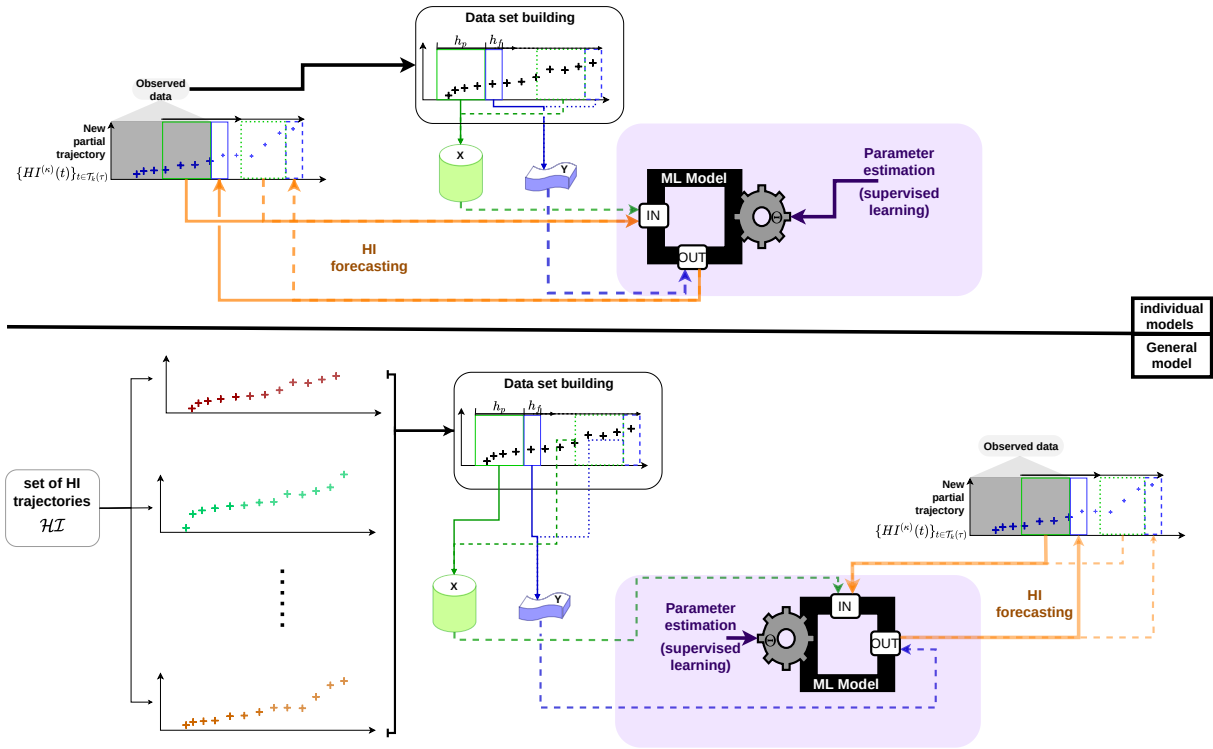 Data set building
h_p
h_f
Observed
data
New
partial
trajectory
{HI^{(κ)}(t)}_{t∈𝒯_k(τ)}
X
Y
Parameter
estimation
(supervised
learning)
ML Model
IN
Θ
OUT
HI
forecasting
individual
models
General
model
set of HI
trajectories
ℋℐ
Data set building
h_p
h_f
X
Y
Observed data
New
partial
trajectory
{HI^{(κ)}(t)}_{t∈𝒯_k(τ)}
HI
forecasting
Parameter
estimation
(supervised
learning)
IN
Θ
OUT
ML Model